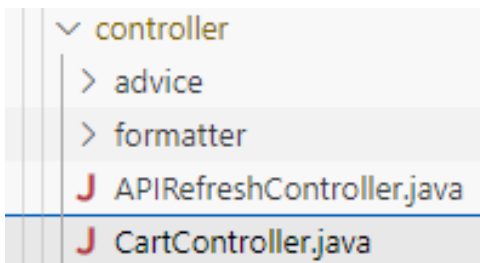 controller
advice
formatter
J APIRefreshController.java
J CartController.java